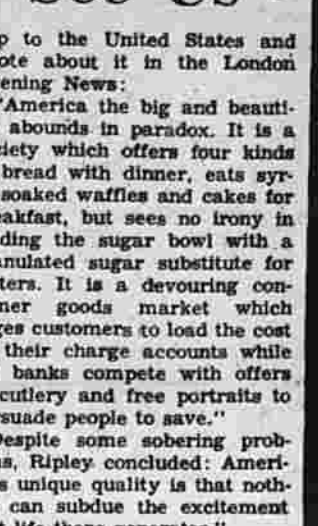 p to the United States and
ote about it in the London
ening News:
"America the big and beauti-
abounds in paradox. It is a
iety which offers four kinds
bread with dinner, eats syr-
soaked waffles and cakes for
eakfast, but sees no irony in
ding the sugar bowl with a
anulated sugar substitute for
ters. It is a devouring con-
mer goods market which
ges customers to load the cost
their charge accounts while
banks compete with offers
cutlery and free portraits to
suade people to save."
Despite some sobering prob-
s, Ripley concluded: Ameri-
s unique quality is that noth-
can subdue the excitement